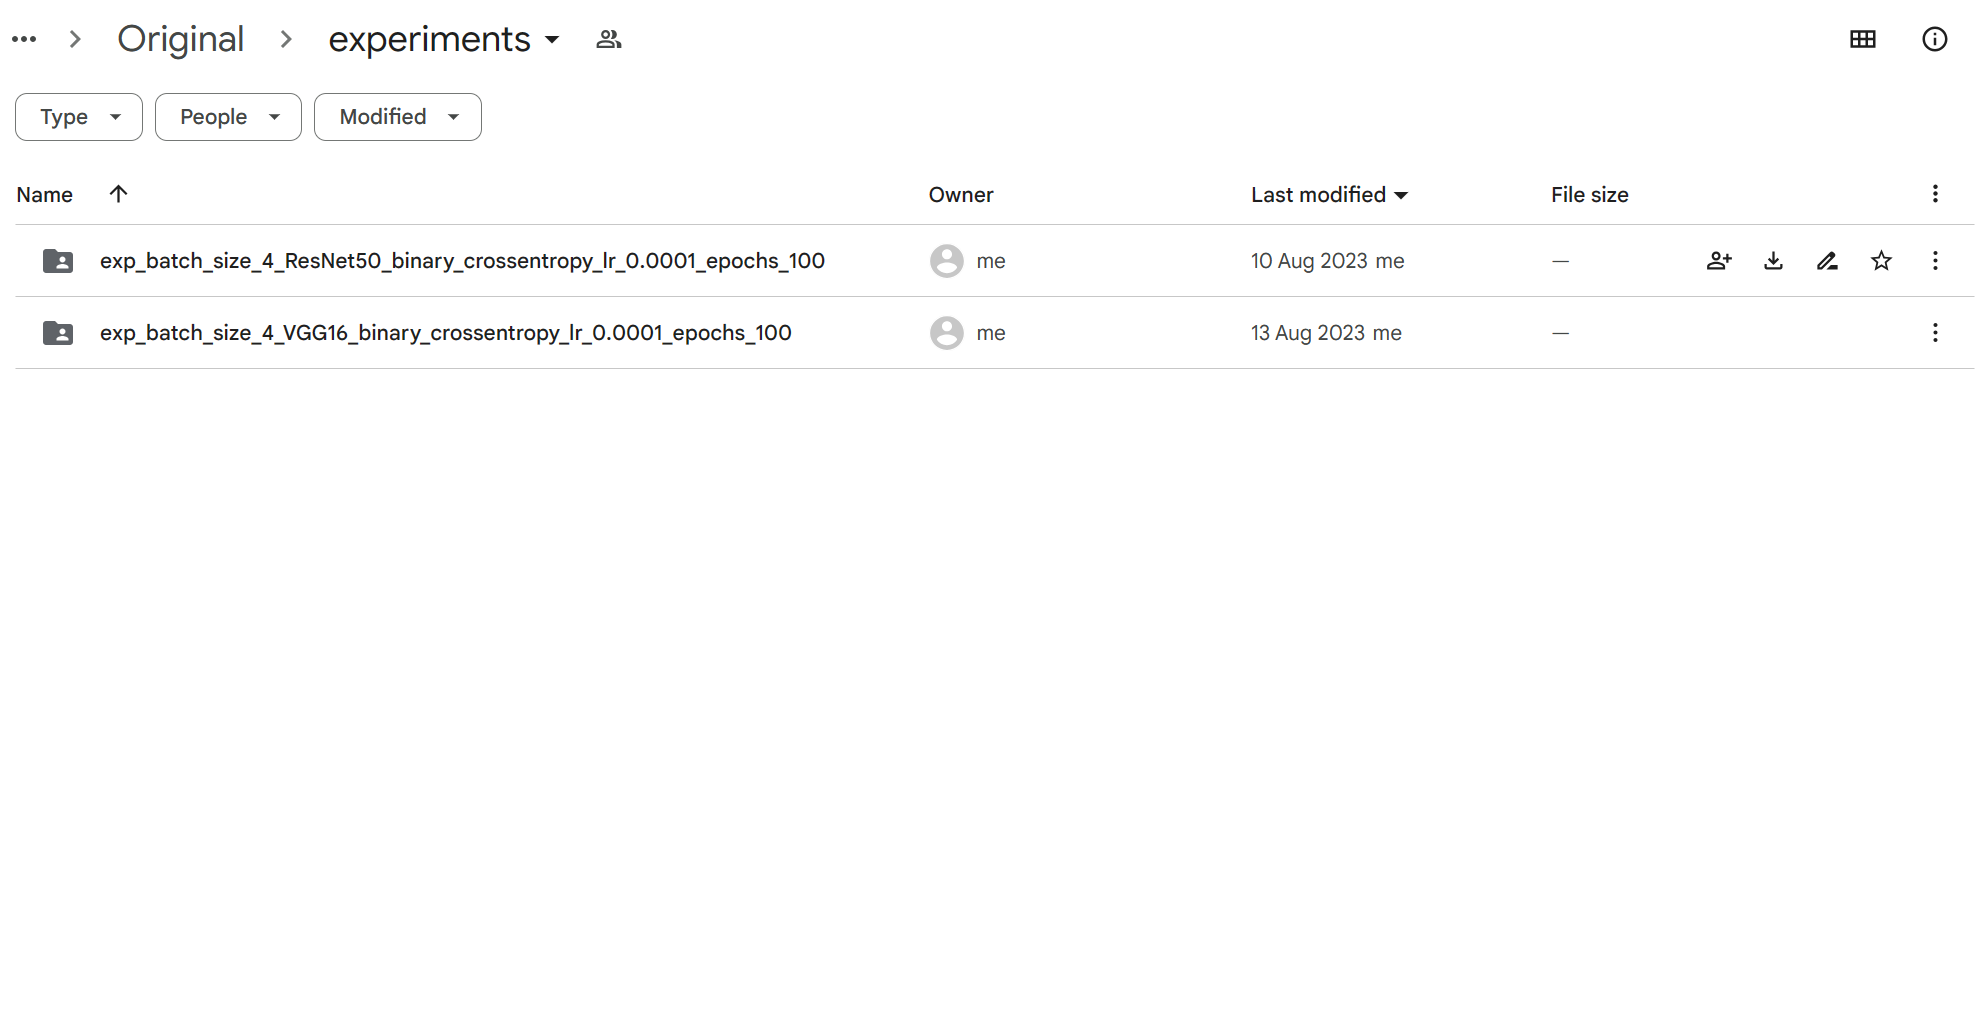 Original experiments
Type People Modified
Name Owner Last modified File size
exp_batch_size_4_ResNet50_binary_crossentropy_lr_0.0001_epochs_100 me 10 Aug 2023 me —
exp_batch_size_4_VGG16_binary_crossentropy_lr_0.0001_epochs_100 me 13 Aug 2023 me —